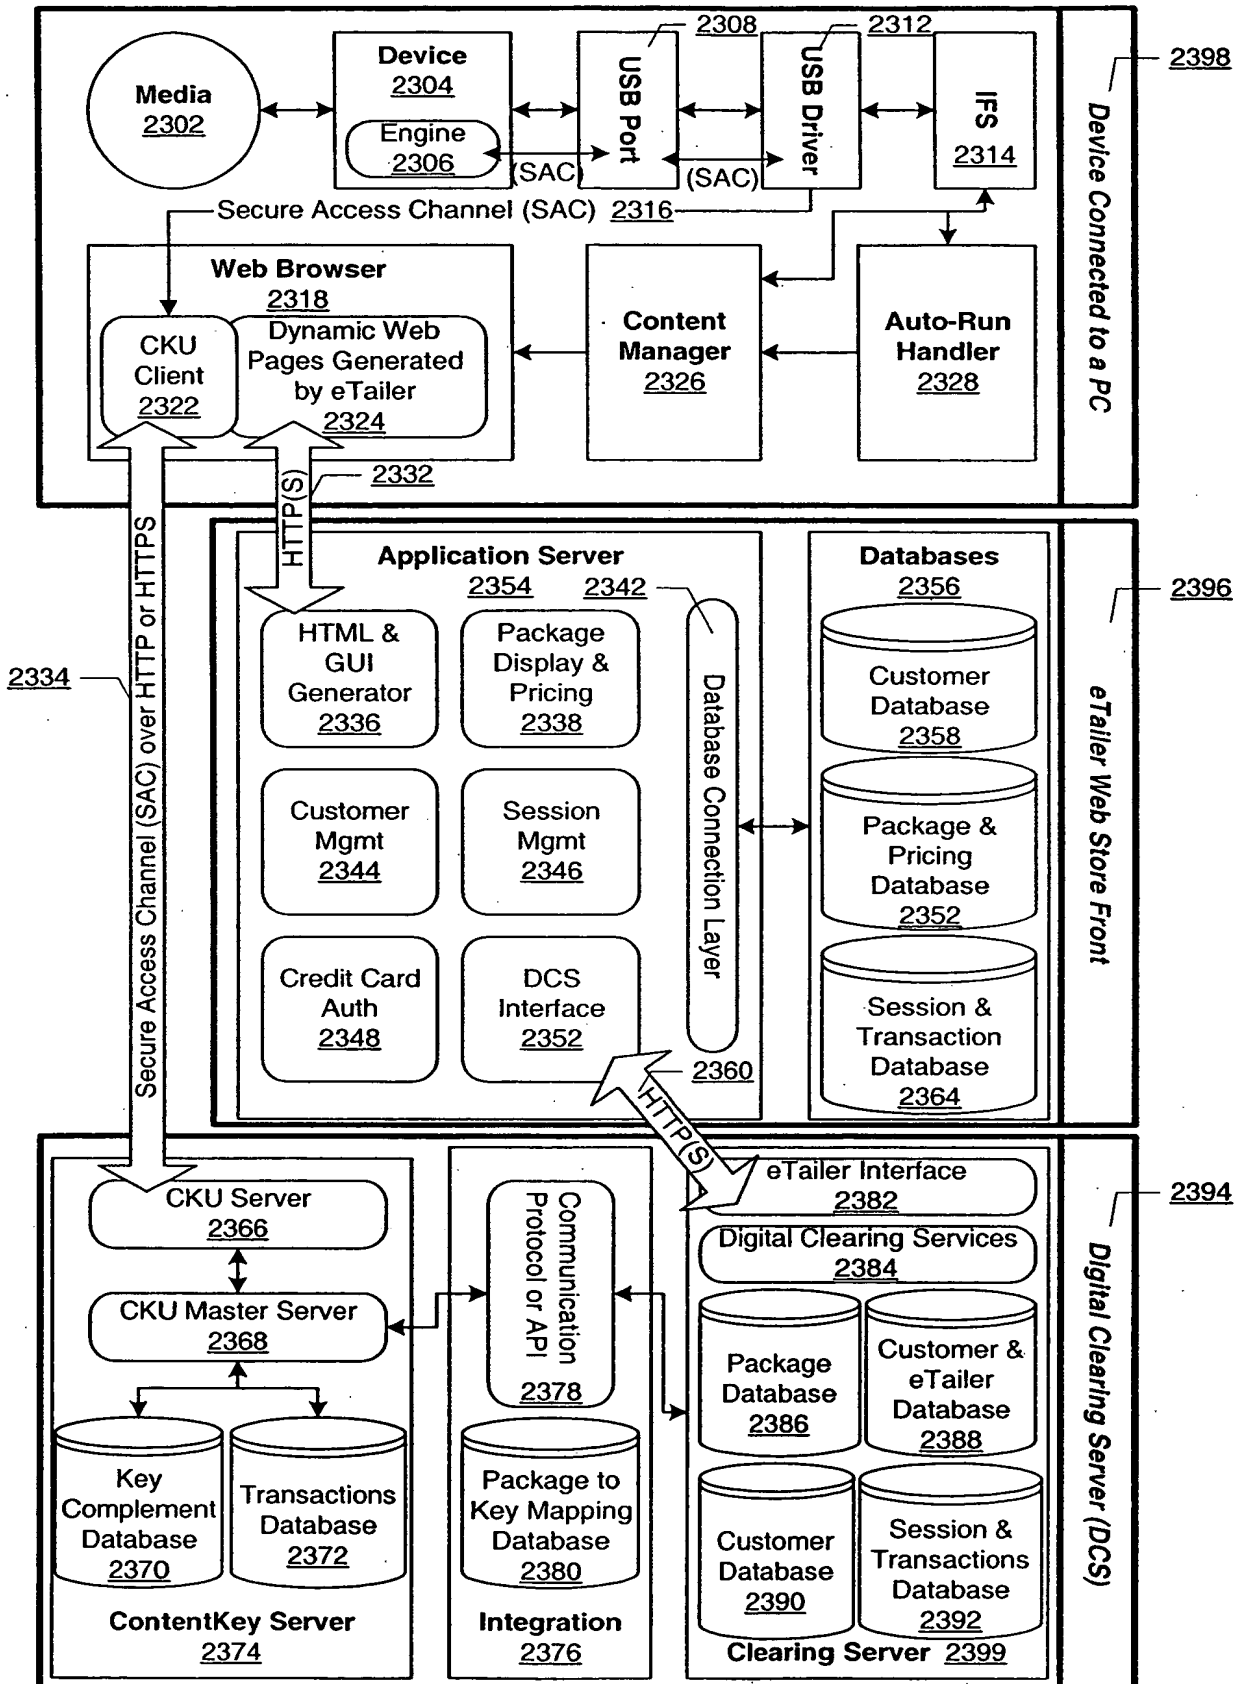 2308
2312
2398
Media
2302
Device
2304
Engine
2306
USB Port
USB Driver
IFS
2314
(SAC)
(SAC)
Secure Access Channel (SAC) 2316
Device Connected to a PC
Web Browser
2318
CKU
Client
2322
Dynamic Web
Pages Generated
by eTailer
2324
Content
Manager
2326
Auto-Run
Handler
2328
2332
HTTP(S)
2334
Secure Access Channel (SAC) over HTTP or HTTPS
Application Server
2354
2342
HTML &
GUI
Generator
2336
Package
Display &
Pricing
2338
Customer
Mgmt
2344
Session
Mgmt
2346
Credit Card
Auth
2348
DCS
Interface
2352
Database Connection Layer
2360
HTTP(S)
Databases
2356
Customer
Database
2358
Package &
Pricing
Database
2352
Session &
Transaction
Database
2364
2396
eTailer Web Store Front
CKU Server
2366
CKU Master Server
2368
Key
Complement
Database
2370
Transactions
Database
2372
ContentKey Server
2374
Communication
Protocol or API
2378
Package to
Key Mapping
Database
2380
Integration
2376
eTailer Interface
2382
Digital Clearing Services
2384
Package
Database
2386
Customer &
eTailer
Database
2388
Customer
Database
2390
Session &
Transactions
Database
2392
Clearing Server 2399
2394
Digital Clearing Server (DCS)